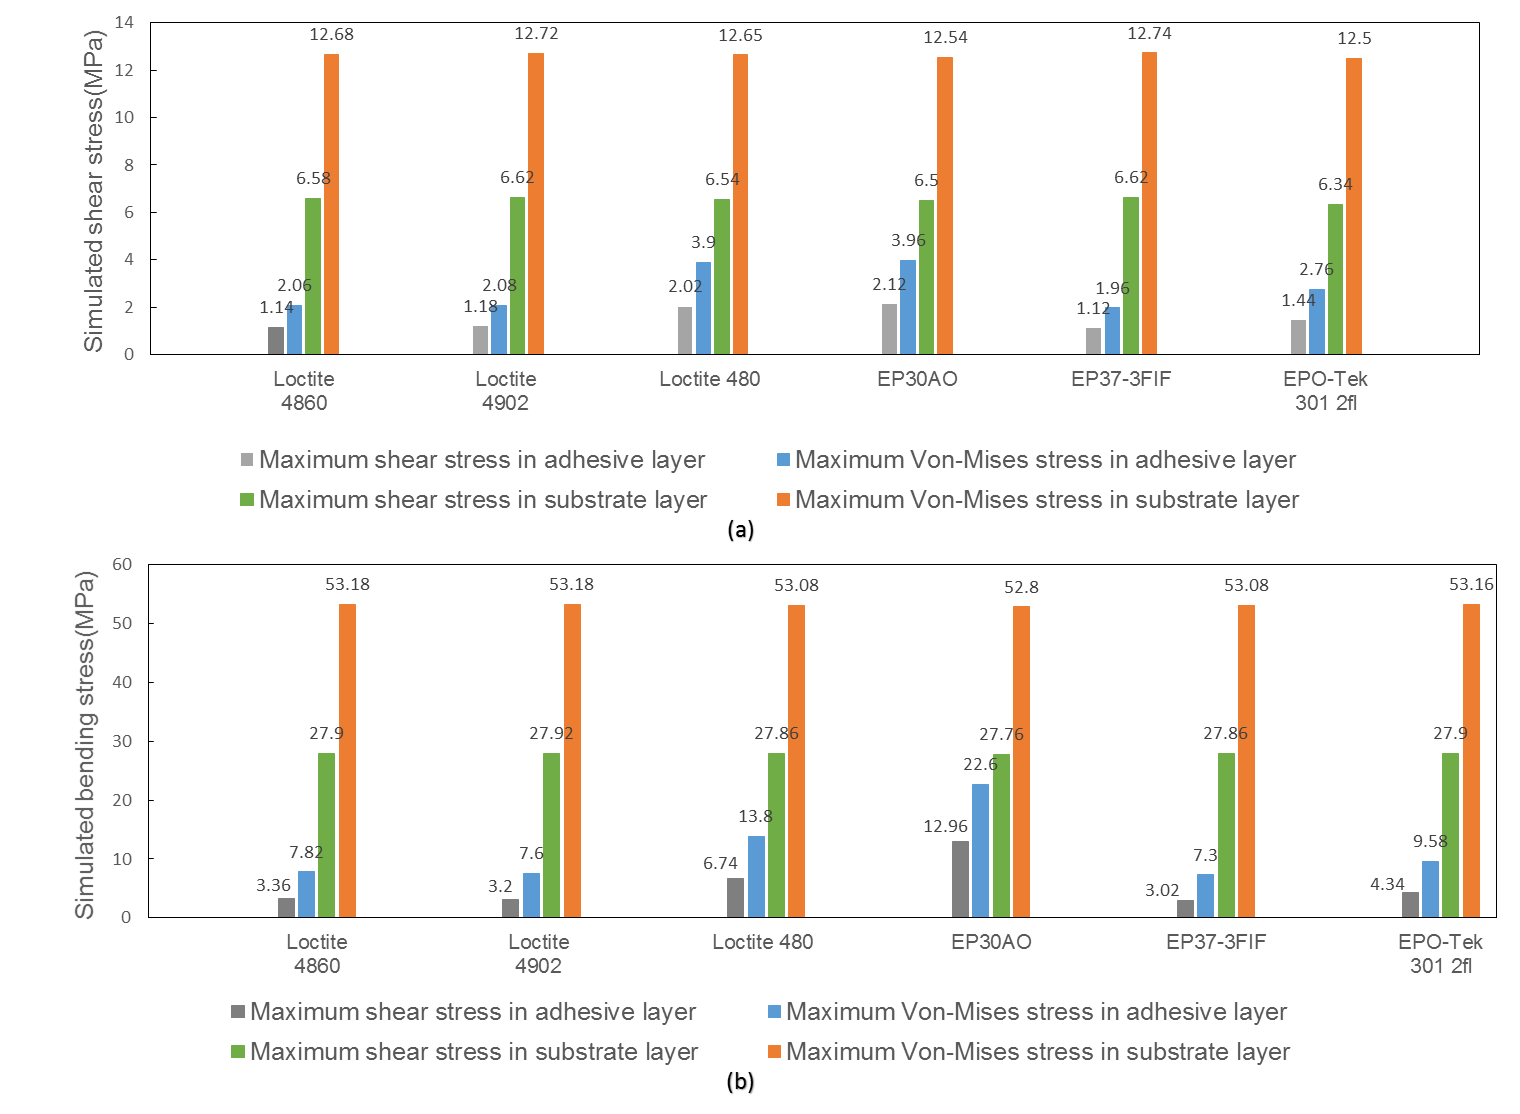 Simulated shear stress(MPa)
14
12
10
8
6
4
2
0
12.68
12.72
12.65
12.54
12.74
12.5
6.58
6.62
6.54
6.5
6.62
6.34
2.06
2.08
3.9
3.96
1.96
2.76
1.14
1.18
2.02
2.12
1.12
1.44
Loctite
4860
Loctite
4902
Loctite 480
EP30AO
EP37-3FIF
EPO-Tek
301 2fl
Maximum shear stress in adhesive layer
Maximum Von-Mises stress in adhesive layer
Maximum shear stress in substrate layer
Maximum Von-Mises stress in substrate layer
(a)
Simulated bending stress(MPa)
60
50
40
30
20
10
0
53.18
53.18
53.08
52.8
53.08
53.16
27.9
27.92
27.86
27.76
27.86
27.9
7.82
7.6
13.8
22.6
7.3
9.58
3.36
3.2
6.74
12.96
3.02
4.34
Loctite
4860
Loctite
4902
Loctite 480
EP30AO
EP37-3FIF
EPO-Tek
301 2fl
Maximum shear stress in adhesive layer
Maximum Von-Mises stress in adhesive layer
Maximum shear stress in substrate layer
Maximum Von-Mises stress in substrate layer
(b)